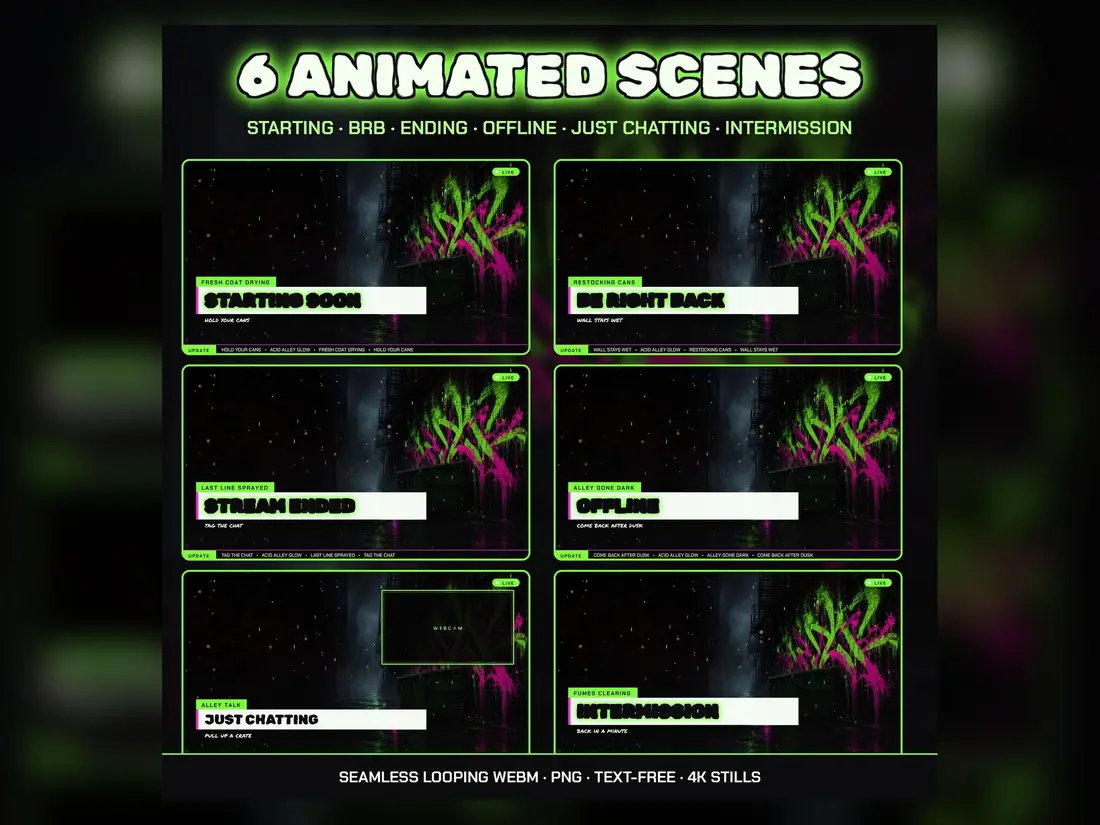 6 ANIMATED SCENES
STARTING · BRB · ENDING · OFFLINE · JUST CHATTING · INTERMISSION
LIVE
FRESH COAT DRYING
STARTING SOON
HOLD YOUR CANS
UPDATE HOLD YOUR CANS • ACID ALLEY GLOW • FRESH COAT DRYING • HOLD YOUR CANS
LIVE
RESTOCKING CANS
BE RIGHT BACK
WALL STAYS WET
UPDATE WALL STAYS WET • ACID ALLEY GLOW • RESTOCKING CANS • WALL STAYS WET
LIVE
LAST LINE SPRAYED
STREAM ENDED
TAG THE CHAT
UPDATE TAG THE CHAT • ACID ALLEY GLOW • LAST LINE SPRAYED • TAG THE CHAT
LIVE
ALLEY GONE DARK
OFFLINE
COME BACK AFTER DUSK
UPDATE COME BACK AFTER DUSK • ACID ALLEY GLOW • ALLEY GONE DARK • COME BACK AFTER DUSK
LIVE
WEBCAM
ALLEY TALK
JUST CHATTING
PULL UP A CRATE
LIVE
FUMES CLEARING
INTERMISSION
BACK IN A MINUTE
SEAMLESS LOOPING WEBM · PNG · TEXT-FREE · 4K STILLS